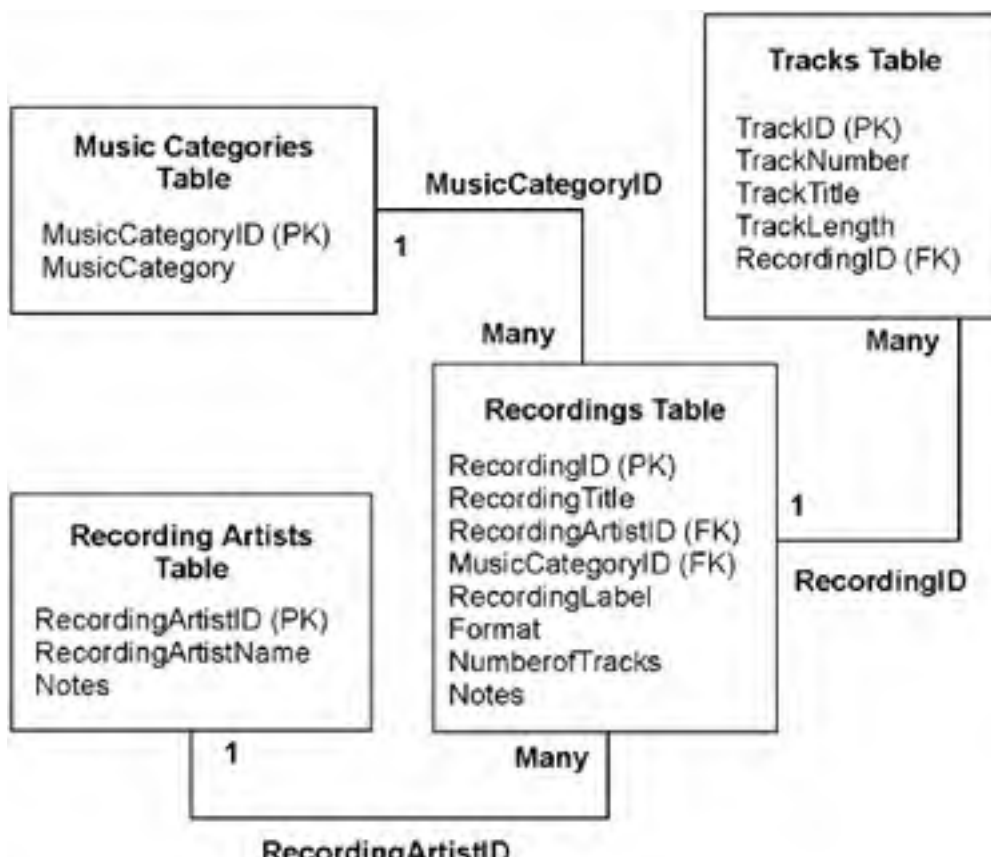 Tracks Table
TrackID (PK)
TrackNumber
TrackTitle
TrackLength
RecordingID (FK)
Music Categories
Table
MusicCategoryID (PK)
MusicCategory
MusicCategoryID
1
Many
Many
Recordings Table
RecordingID (PK)
RecordingTitle
RecordingArtistID (FK)
MusicCategoryID (FK)
RecordingLabel
Format
NumberofTracks
Notes
1
RecordingID
Recording Artists
Table
RecordingArtistID (PK)
RecordingArtistName
Notes
1
Many
RecordingArtistID